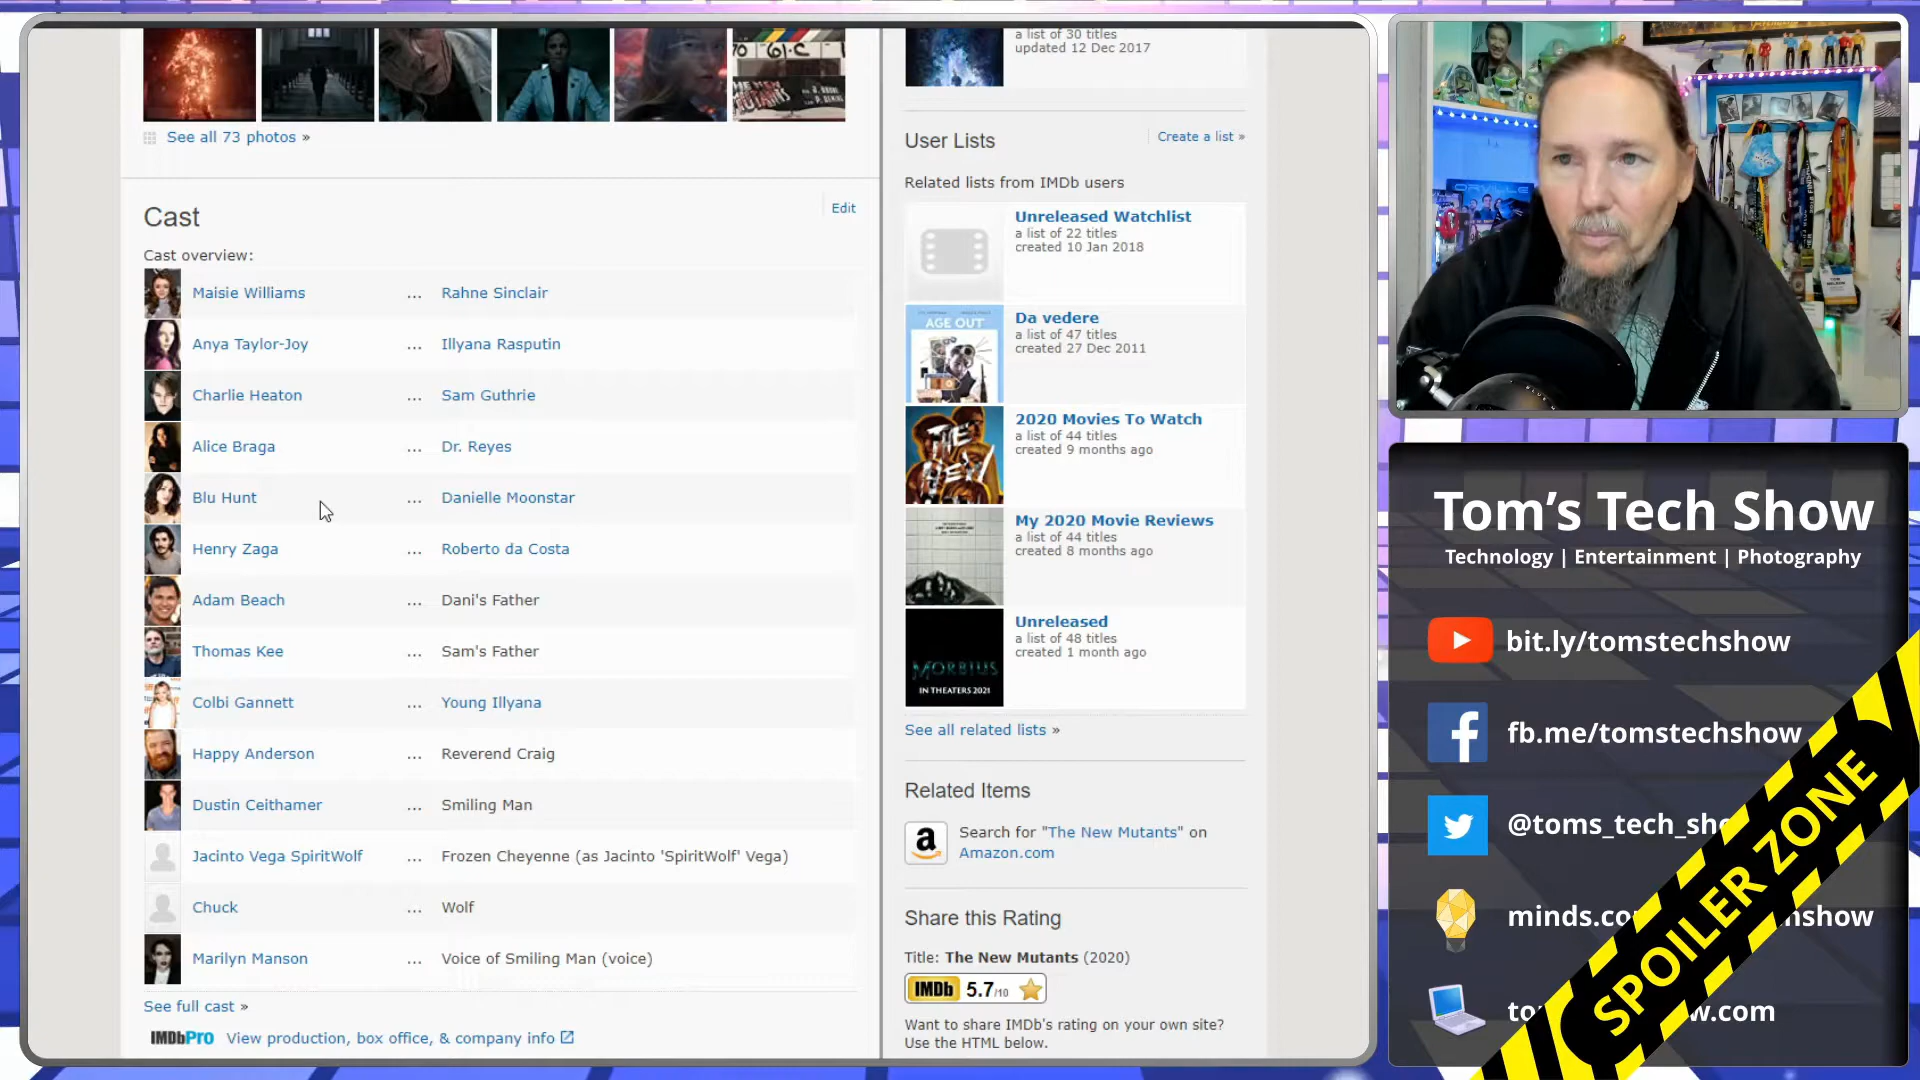 See all 73 photos »
Cast
Edit
Cast overview:
Maisie Williams ... Rahne Sinclair
Anya Taylor-Joy ... Illyana Rasputin
Charlie Heaton ... Sam Guthrie
Alice Braga ... Dr. Reyes
Blu Hunt ... Danielle Moonstar
Henry Zaga ... Roberto da Costa
Adam Beach ... Dani's Father
Thomas Kee ... Sam's Father
Colbi Gannett ... Young Illyana
Happy Anderson ... Reverend Craig
Dustin Ceithamer ... Smiling Man
Jacinto Vega SpiritWolf ... Frozen Cheyenne (as Jacinto 'SpiritWolf' Vega)
Chuck ... Wolf
Marilyn Manson ... Voice of Smiling Man (voice)
See full cast »
IMDbPro View production, box office, & company info
a list of 30 titles
updated 12 Dec 2017
User Lists
Create a list »
Related lists from IMDb users
Unreleased Watchlist
a list of 22 titles
created 10 Jan 2018
AGE OUT
Da vedere
a list of 47 titles
created 27 Dec 2011
THE NEW
2020 Movies To Watch
a list of 44 titles
created 9 months ago
My 2020 Movie Reviews
a list of 44 titles
created 8 months ago
MORBIUS
IN THEATERS 2021
Unreleased
a list of 48 titles
created 1 month ago
See all related lists »
Related Items
a
Search for "The New Mutants" on
Amazon.com
Share this Rating
Title: The New Mutants (2020)
IMDb 5.7/10
Want to share IMDb's rating on your own site?
Use the HTML below.
ORVILLE
Tom's Tech Show
Technology | Entertainment | Photography
bit.ly/tomstechshow
fb.me/tomstechshow
@toms_tech_sho
minds.co hshow
to w.com
SPOILER ZONE